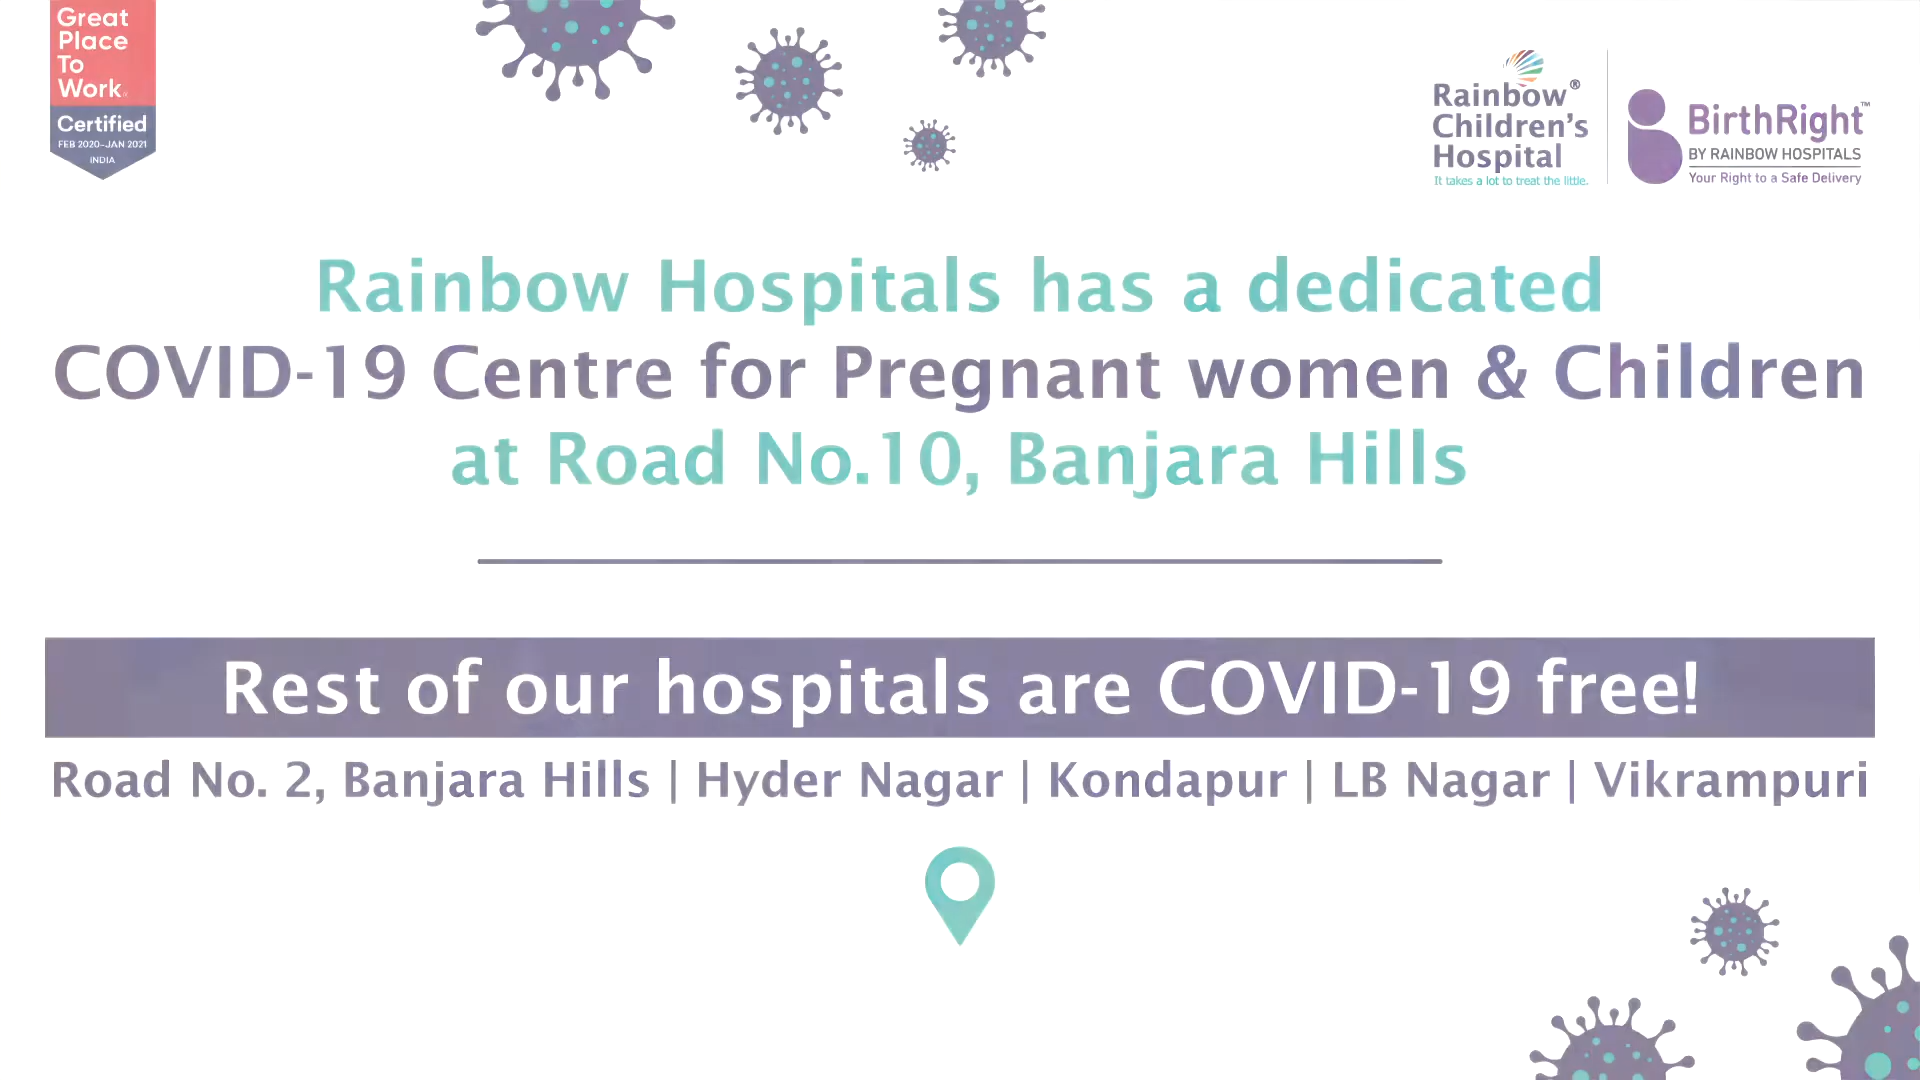 Great
Place
To
Work.
Certified
FEB 2020-JAN 2021
INDIA
Rainbow®
Children's
Hospital
It takes a lot to treat the little.
BirthRight™
BY RAINBOW HOSPITALS
Your Right to a Safe Delivery
Rainbow Hospitals has a dedicated
COVID-19 Centre for Pregnant women & Children
at Road No.10, Banjara Hills
Rest of our hospitals are COVID-19 free!
Road No. 2, Banjara Hills | Hyder Nagar | Kondapur | LB Nagar | Vikrampuri